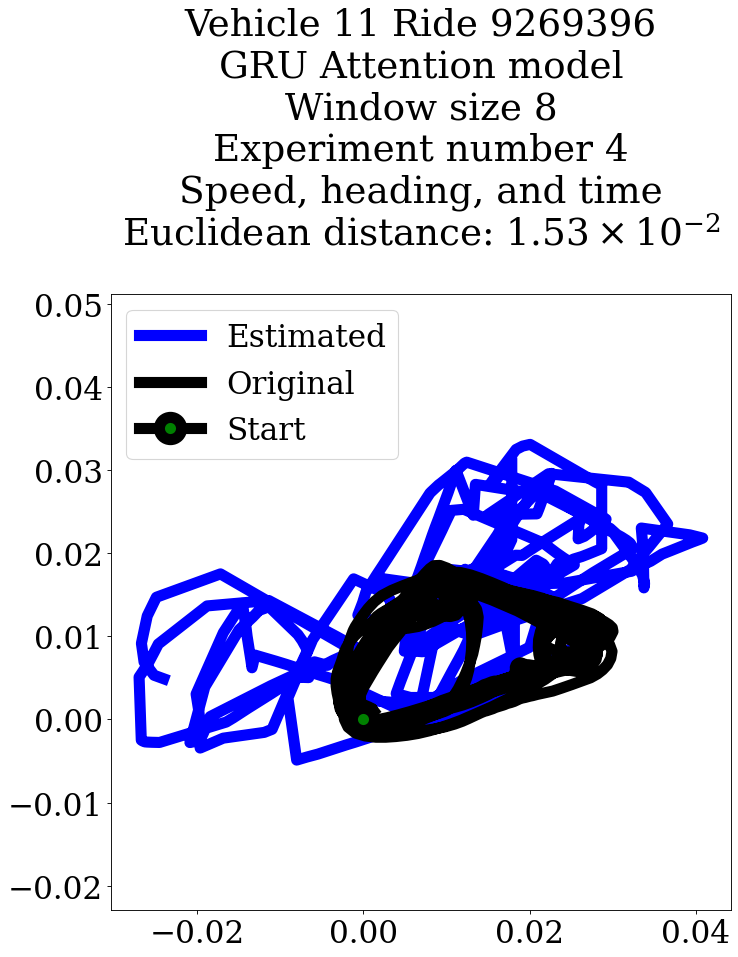 Vehicle 11 Ride 9269396
GRU Attention model
Window size 8
Experiment number 4
Speed, heading, and time
Euclidean distance: 1.53 × 10⁻²
0.05
Estimated
0.04
Original
Start
0.03
0.02
0.01
0.00
−0.01
−0.02
−0.02 0.00 0.02 0.04